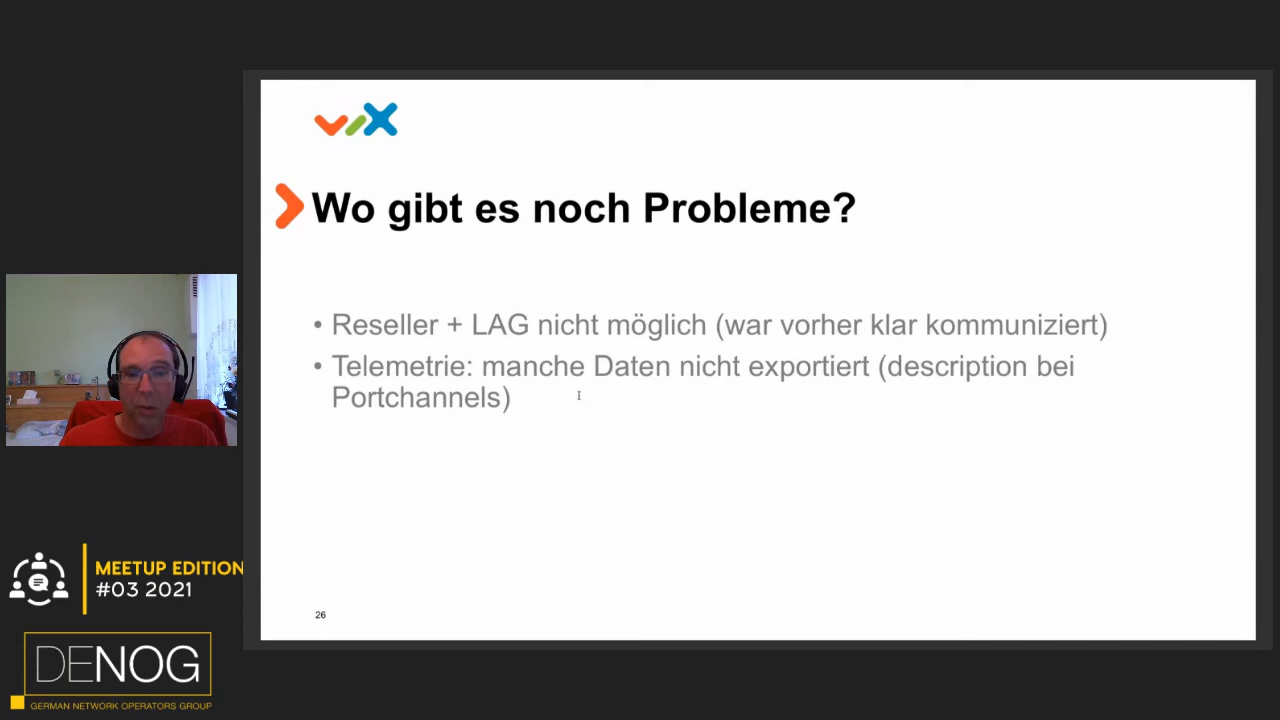 vix
Wo gibt es noch Probleme?
• Reseller + LAG nicht möglich (war vorher klar kommuniziert)
• Telemetrie: manche Daten nicht exportiert (description bei
Portchannels)
26
MEETUP EDITION
#03 2021
DENOG
GERMAN NETWORK OPERATORS GROUP